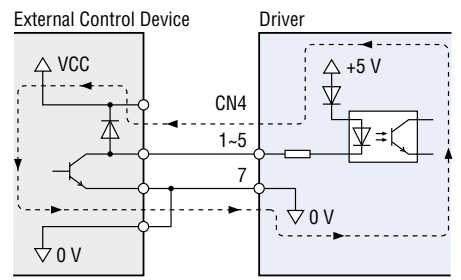 External Control Device
Driver
VCC
+5 V
CN4
1~5
7
0 V
0 V